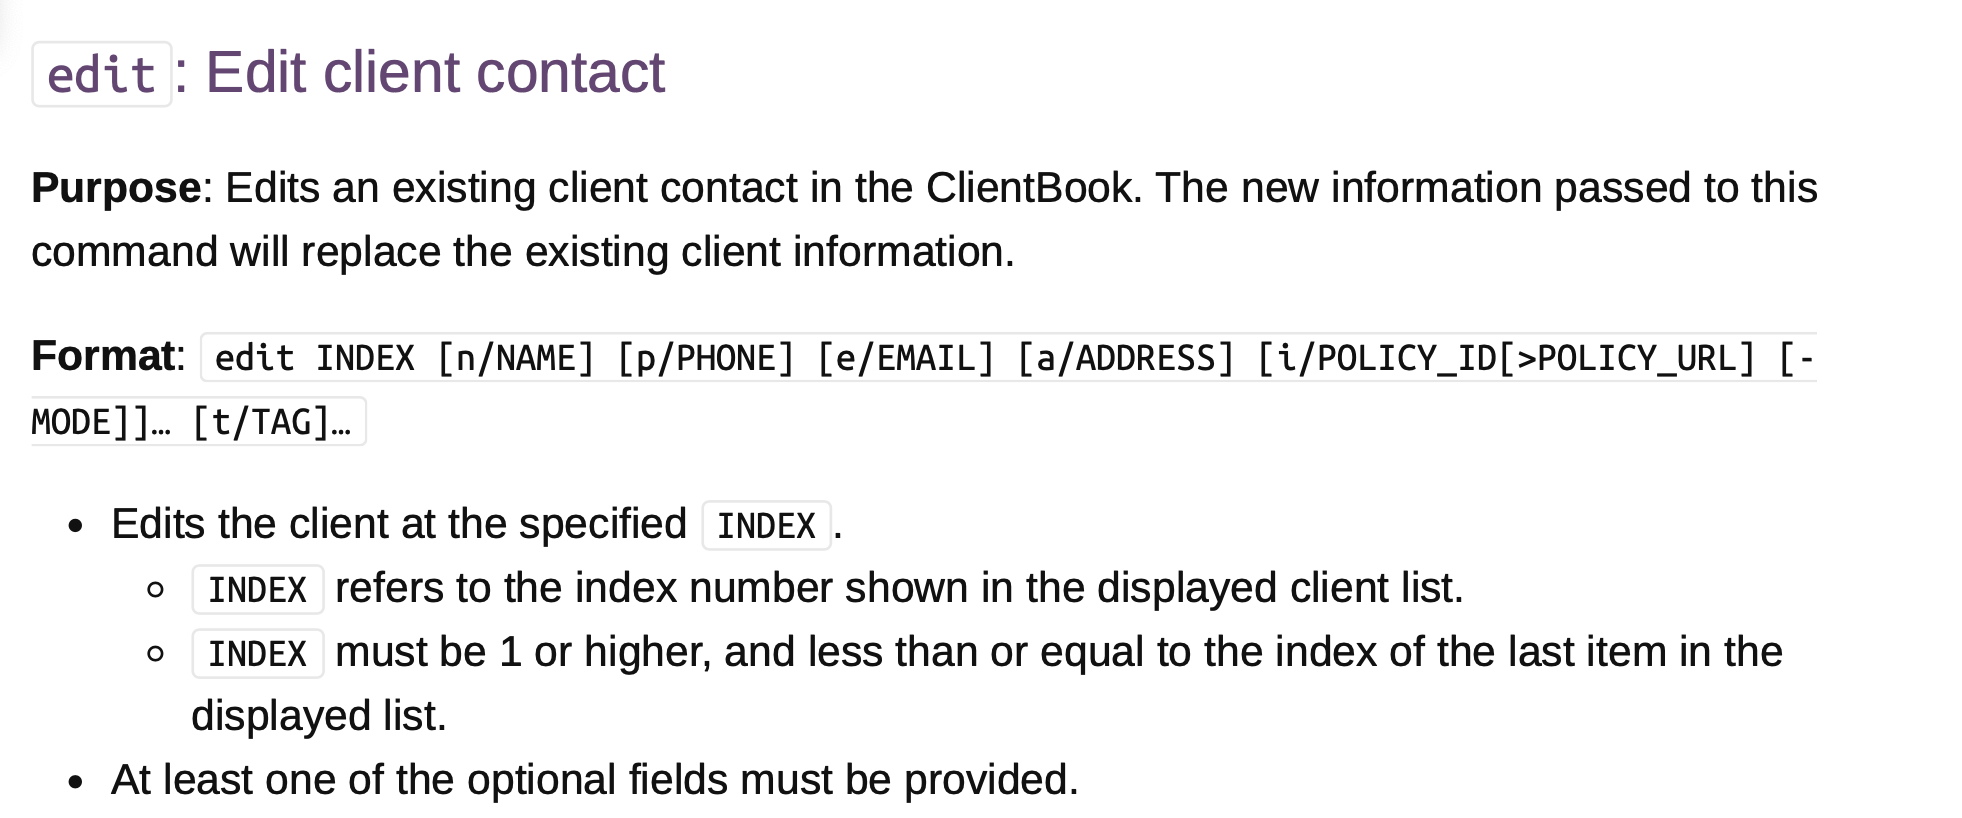 edit: Edit client contact
Purpose: Edits an existing client contact in the ClientBook. The new information passed to this
command will replace the existing client information.
Format: edit INDEX [n/NAME] [p/PHONE] [e/EMAIL] [a/ADDRESS] [i/POLICY_ID[>POLICY_URL] [-
MODE]]… [t/TAG]…
• Edits the client at the specified INDEX.
◦ INDEX refers to the index number shown in the displayed client list.
◦ INDEX must be 1 or higher, and less than or equal to the index of the last item in the
displayed list.
• At least one of the optional fields must be provided.